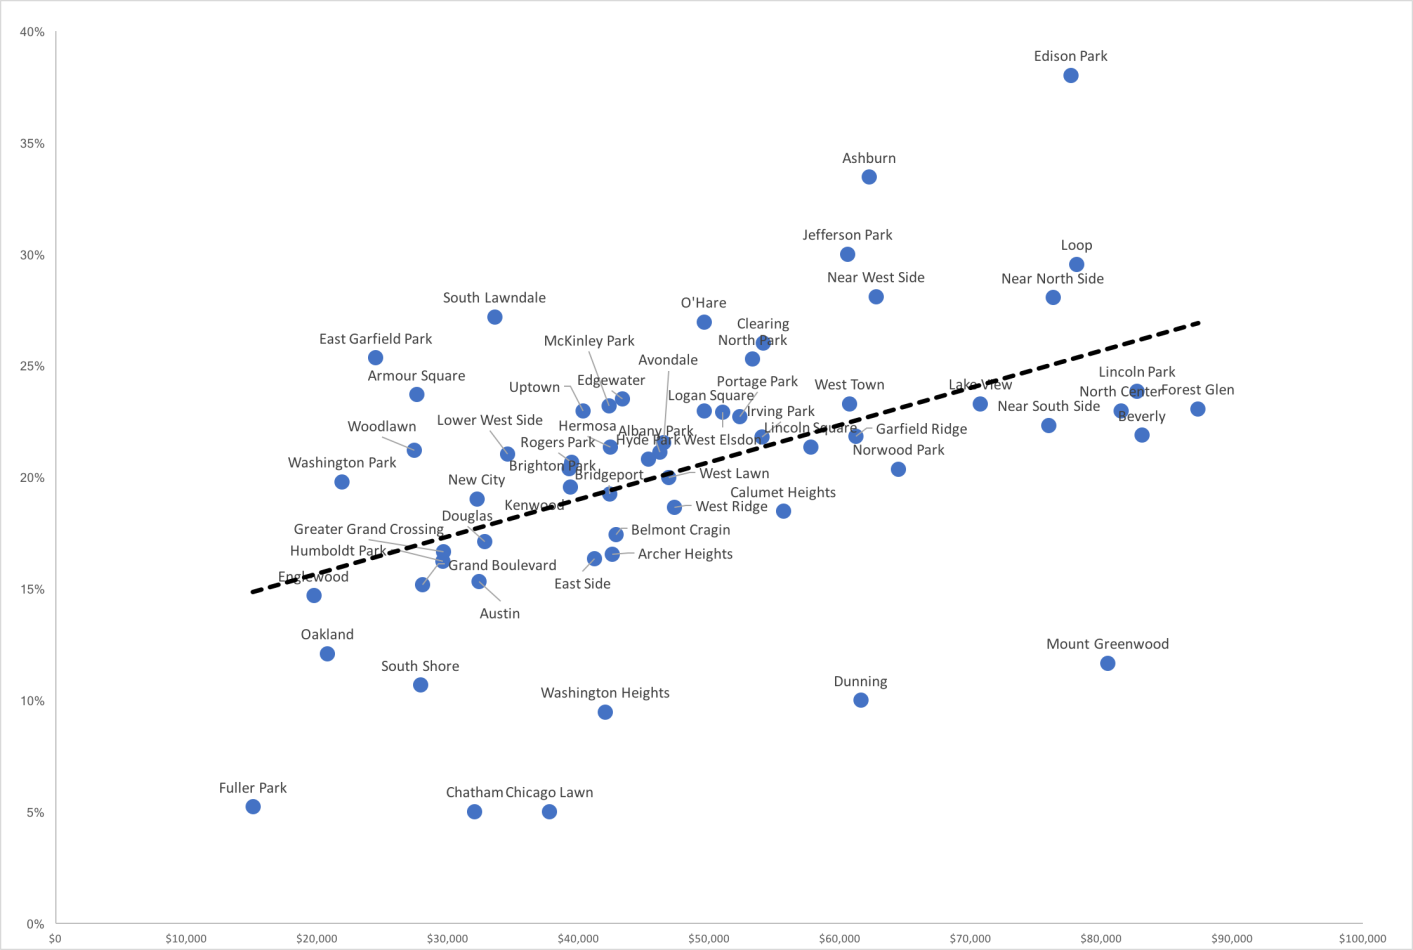 40%
Edison Park
35%
Ashburn
30%
Jefferson Park
Loop
Near West Side
Near North Side
South Lawndale
O'Hare
Clearing
East Garfield Park
McKinley Park
North Park
25%
Avondale
Armour Square
Uptown
Edgewater
Portage Park
West Town
Lake View
Lincoln Park
Logan Square
North Center
Forest Glen
Near South Side
Irving Park
Beverly
Lower West Side
Woodlawn
Hermosa
Albany Park
Lincoln Square
Garfield Ridge
Rogers Park
Hyde Park
West Elsdon
Norwood Park
Washington Park
Brighton Park
20%
New City
Bridgeport
West Lawn
Calumet Heights
Kenwood
West Ridge
Douglas
Greater Grand Crossing
Belmont Cragin
Humboldt Park
Archer Heights
Grand Boulevard
Englewood
15%
East Side
Austin
Oakland
Mount Greenwood
South Shore
Dunning
Washington Heights
10%
Fuller Park
Chatham
Chicago Lawn
5%
0%
$0
$10,000
$20,000
$30,000
$40,000
$50,000
$60,000
$70,000
$80,000
$90,000
$100,000